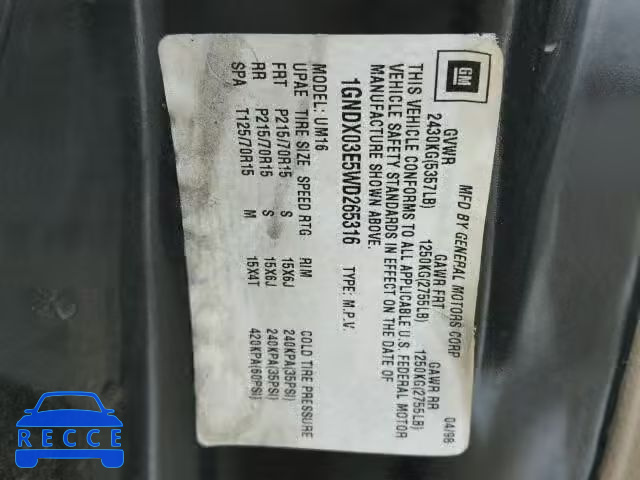 GM
MFD BY GENERAL MOTORS CORP 04/98
GVWR GAWR FRT GAWR RR
2430KG(5357LB) 1250KG(2755LB) 1250KG(2755LB)
THIS VEHICLE CONFORMS TO ALL APPLICABLE U.S. FEDERAL MOTOR
VEHICLE SAFETY STANDARDS IN EFFECT ON THE DATE OF
MANUFACTURE SHOWN ABOVE.
1GNDX03E5WD265316 TYPE: M.P.V.
MODEL: UM16
UPAE TIRE SIZE SPEED RTG RIM COLD TIRE PRESSURE
FRT P215/70R15 S 15X6J 240KPA(35PSI)
RR P215/70R15 S 15X6J 240KPA(35PSI)
SPA T125/70R15 M 15X4T 420KPA(60PSI)
RECCE